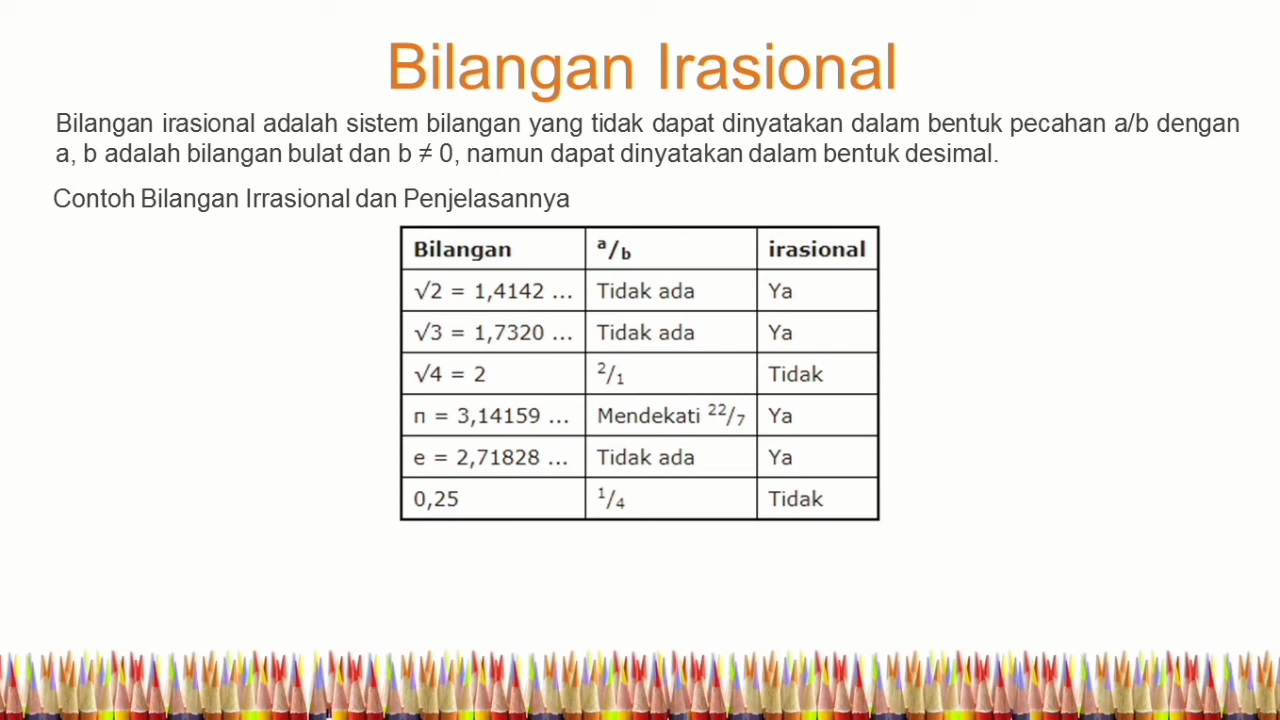 Bilangan Irasional
Bilangan irasional adalah sistem bilangan yang tidak dapat dinyatakan dalam bentuk pecahan a/b dengan
a, b adalah bilangan bulat dan b ≠ 0, namun dapat dinyatakan dalam bentuk desimal.
Contoh Bilangan Irrasional dan Penjelasannya
Bilangan a/b irasional
√2 = 1,4142 ... Tidak ada Ya
√3 = 1,7320 ... Tidak ada Ya
√4 = 2 2/1 Tidak
π = 3,14159 ... Mendekati 22/7 Ya
e = 2,71828 ... Tidak ada Ya
0,25 1/4 Tidak